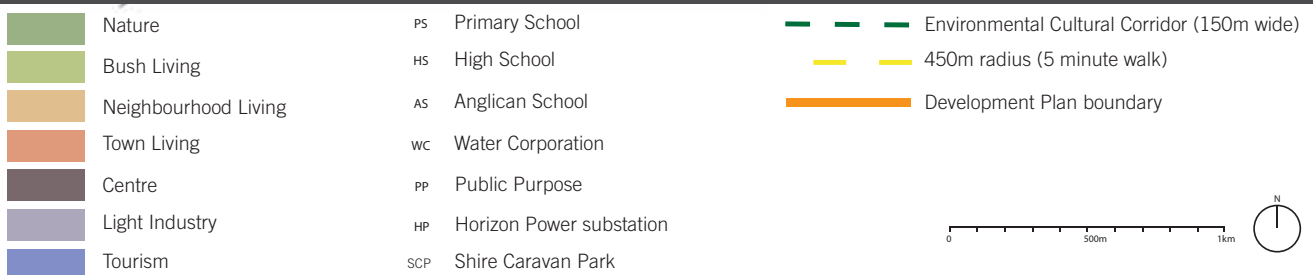 Nature
Bush Living
Neighbourhood Living
Town Living
Centre
Light Industry
Tourism
PS Primary School
HS High School
AS Anglican School
WC Water Corporation
PP Public Purpose
HP Horizon Power substation
SCP Shire Caravan Park
Environmental Cultural Corridor (150m wide)
450m radius (5 minute walk)
Development Plan boundary
N
0 500m 1km